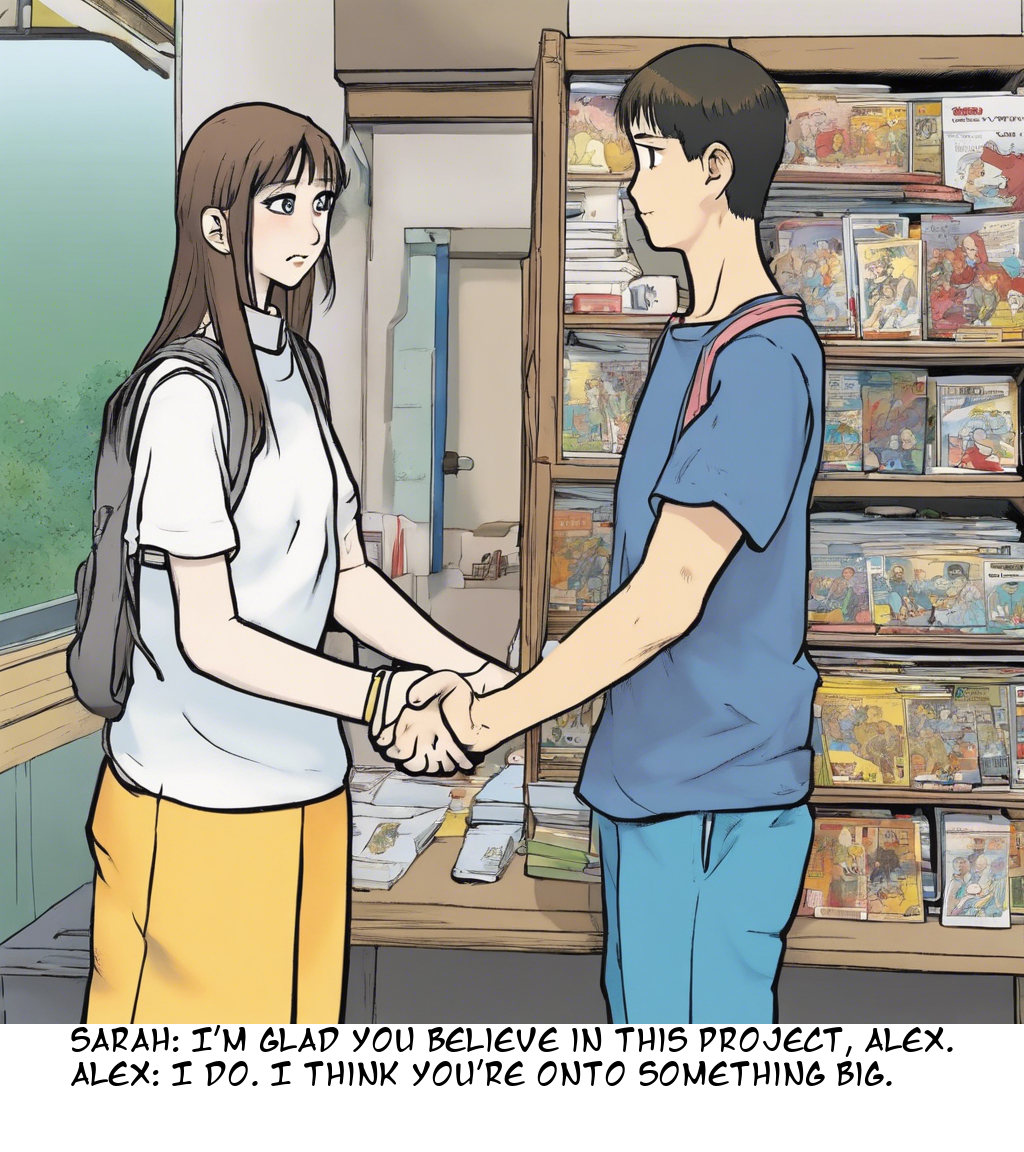 SARAH: I'M GLAD YOU BELIEVE IN THIS PROJECT, ALEX.
ALEX: I DO. I THINK YOU'RE ONTO SOMETHING BIG.